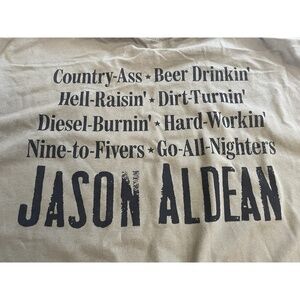 Country-Ass ★ Beer Drinkin'
Hell-Raisin' ★ Dirt-Turnin'
Diesel-Burnin' ★ Hard-Workin'
Nine-to-Fivers ★ Go-All-Nighters
JASON ALDEAN